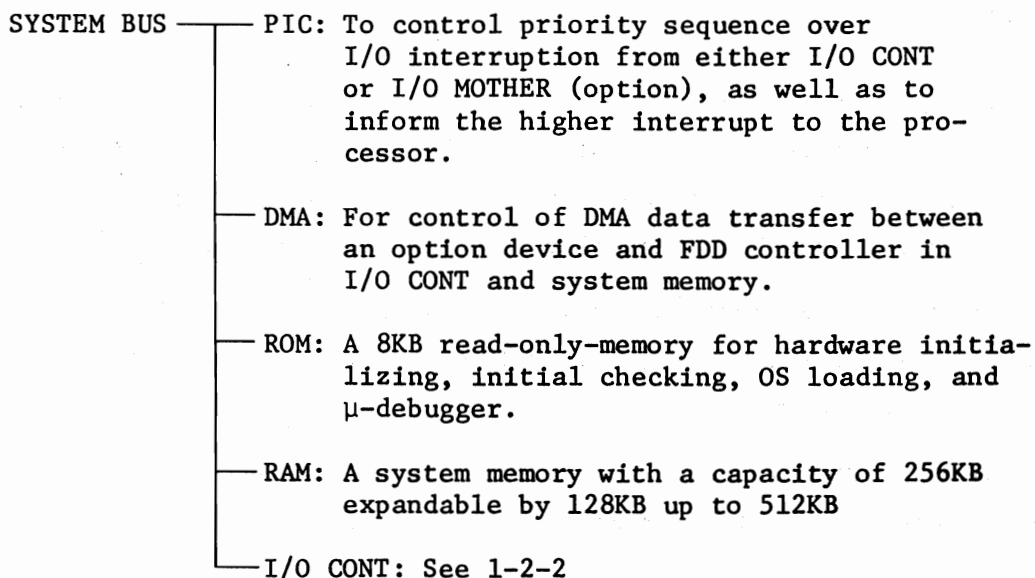 SYSTEM BUS PIC: To control priority sequence over
I/O interruption from either I/O CONT
or I/O MOTHER (option), as well as to
inform the higher interrupt to the pro-
cessor.
DMA: For control of DMA data transfer between
an option device and FDD controller in
I/O CONT and system memory.
ROM: A 8KB read-only-memory for hardware initia-
lizing, initial checking, OS loading, and
μ-debugger.
RAM: A system memory with a capacity of 256KB
expandable by 128KB up to 512KB
I/O CONT: See 1-2-2